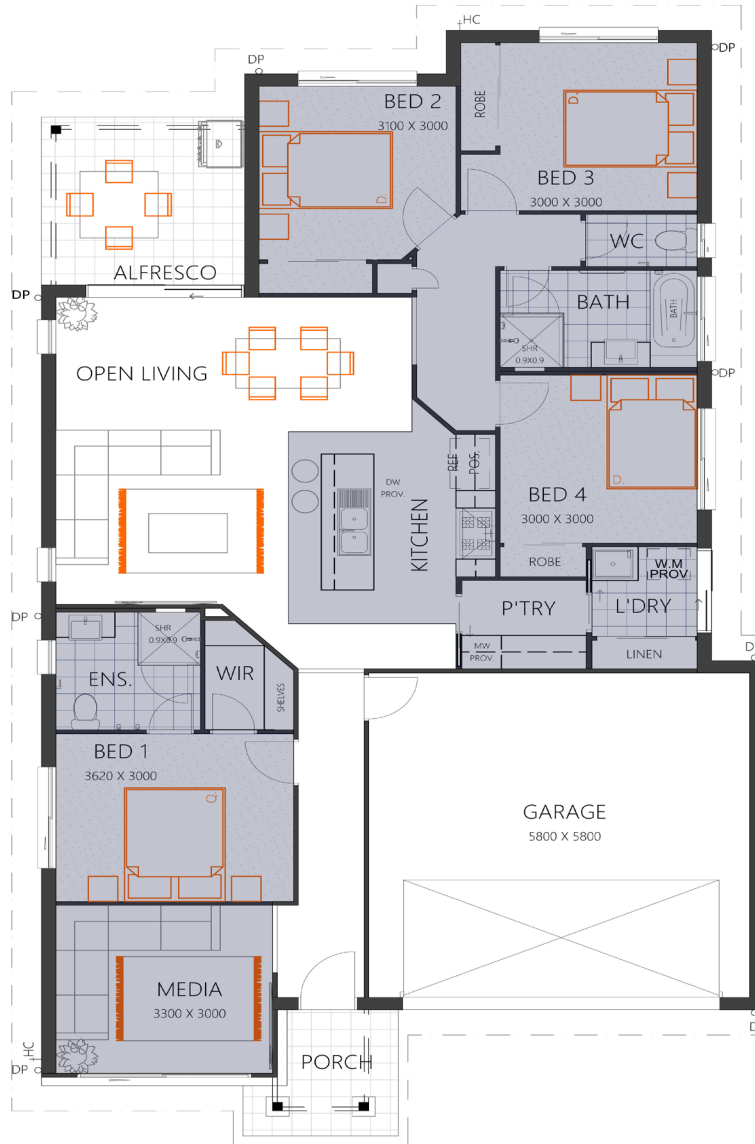 HC
DP
DP
BED 2
3100 X 3000
ROBE
BED 3
3000 X 3000
WC
ALFRESCO
DP
BATH
BATH
SHR
0.9X0.9
DP
OPEN LIVING
REF
POS.
DW
PROV.
KITCHEN
BED 4
3000 X 3000
ROBE
W.M
PROV
P'TRY
L'DRY
MW
PROV.
LINEN
DP
SHR
0.9X0.9
ENS.
WIR
SHELVES
BED 1
3620 X 3000
GARAGE
5800 X 5800
MEDIA
3300 X 3000
HC
DP
PORCH